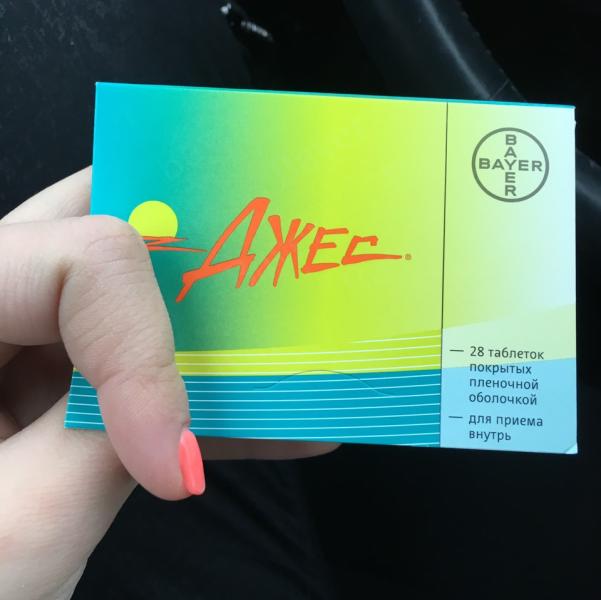 ДЖЕС®
BAYER
BAYER
— 28 таблеток
покрытых
пленочной
оболочкой
— для приема
внутрь